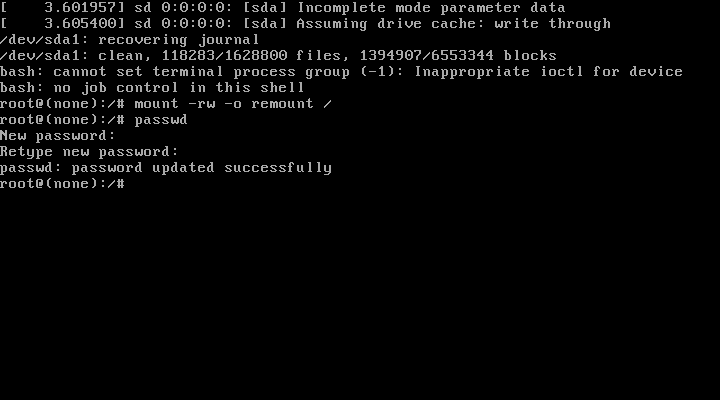 [    3.601957] sd 0:0:0:0: [sda] Incomplete mode parameter data
[    3.605400] sd 0:0:0:0: [sda] Assuming drive cache: write through
/dev/sda1: recovering journal
/dev/sda1: clean, 118283/1628800 files, 1394907/6553344 blocks
bash: cannot set terminal process group (-1): Inappropriate ioctl for device
bash: no job control in this shell
root@(none):/# mount -rw -o remount /
root@(none):/# passwd
New password:
Retype new password:
passwd: password updated successfully
root@(none):/#